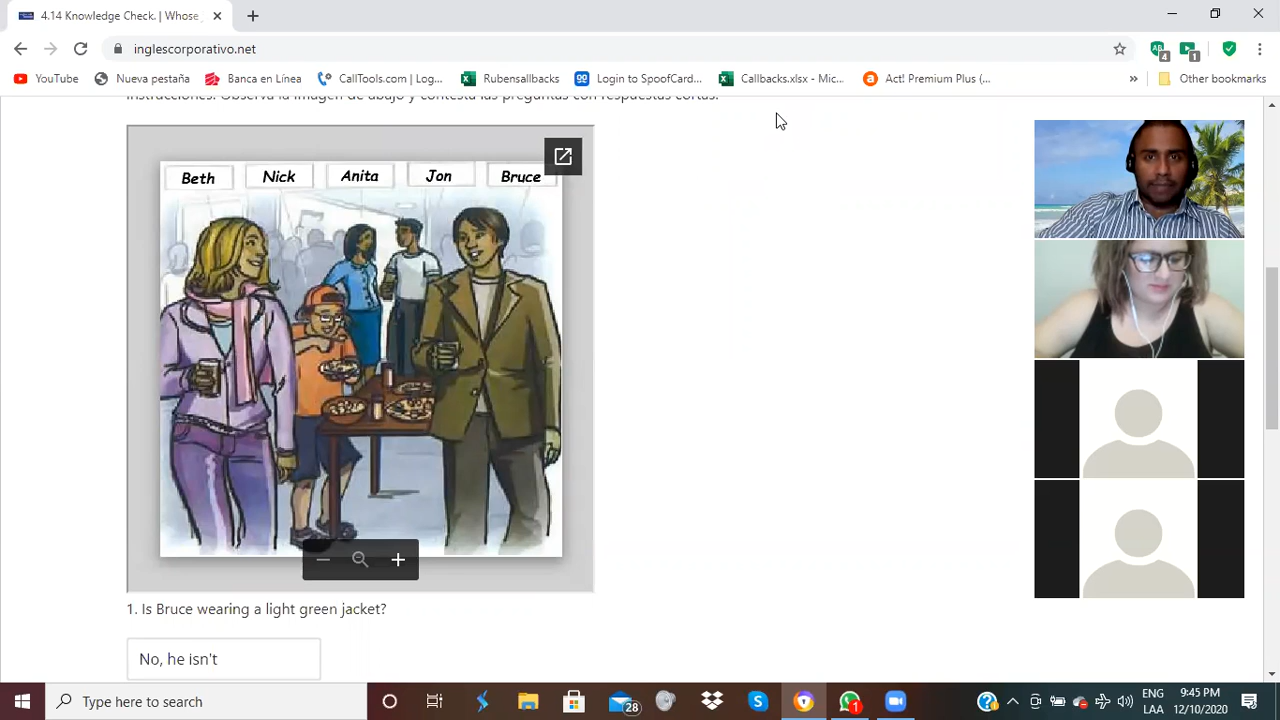 4.14 Knowledge Check. | Whose
inglescorporativo.net
4
1
YouTube
Nueva pestaña
Banca en Línea
CallTools.com | Log...
Rubensallbacks
Login to SpoofCard...
Callbacks.xlsx - Mic...
Act! Premium Plus (...
»
Other bookmarks
Instrucciones: Observa la imagen de abajo y contesta las preguntas con respuestas cortas.
Beth
Nick
Anita
Jon
Bruce
1. Is Bruce wearing a light green jacket?
No, he isn't
Type here to search
28
1
ENG
LAA
9:45 PM
12/10/2020